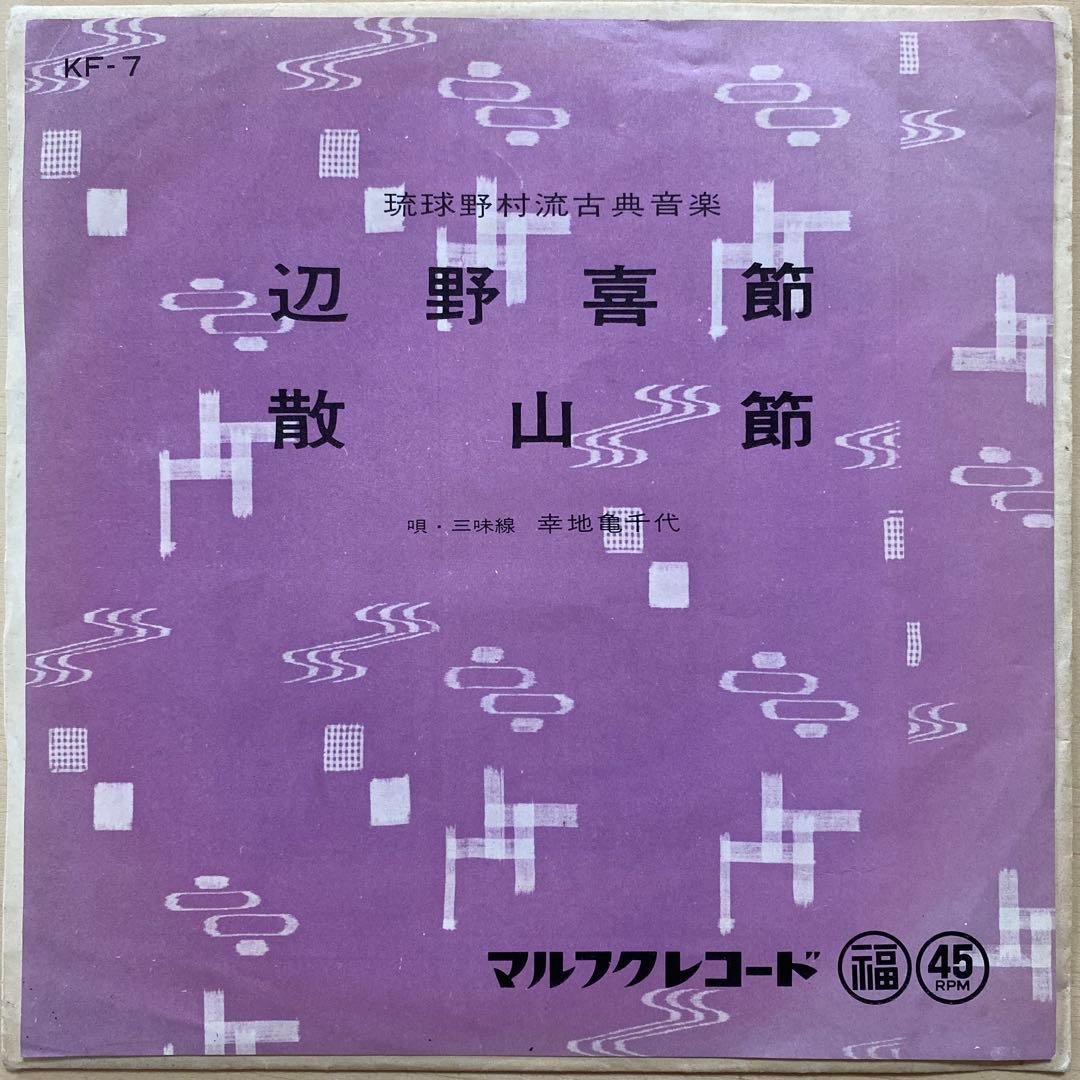 KF-7
琉球野村流古典音楽
辺野喜節
散山節
唄・三味線 幸地亀千代
マルフクレコード 福 45 RPM